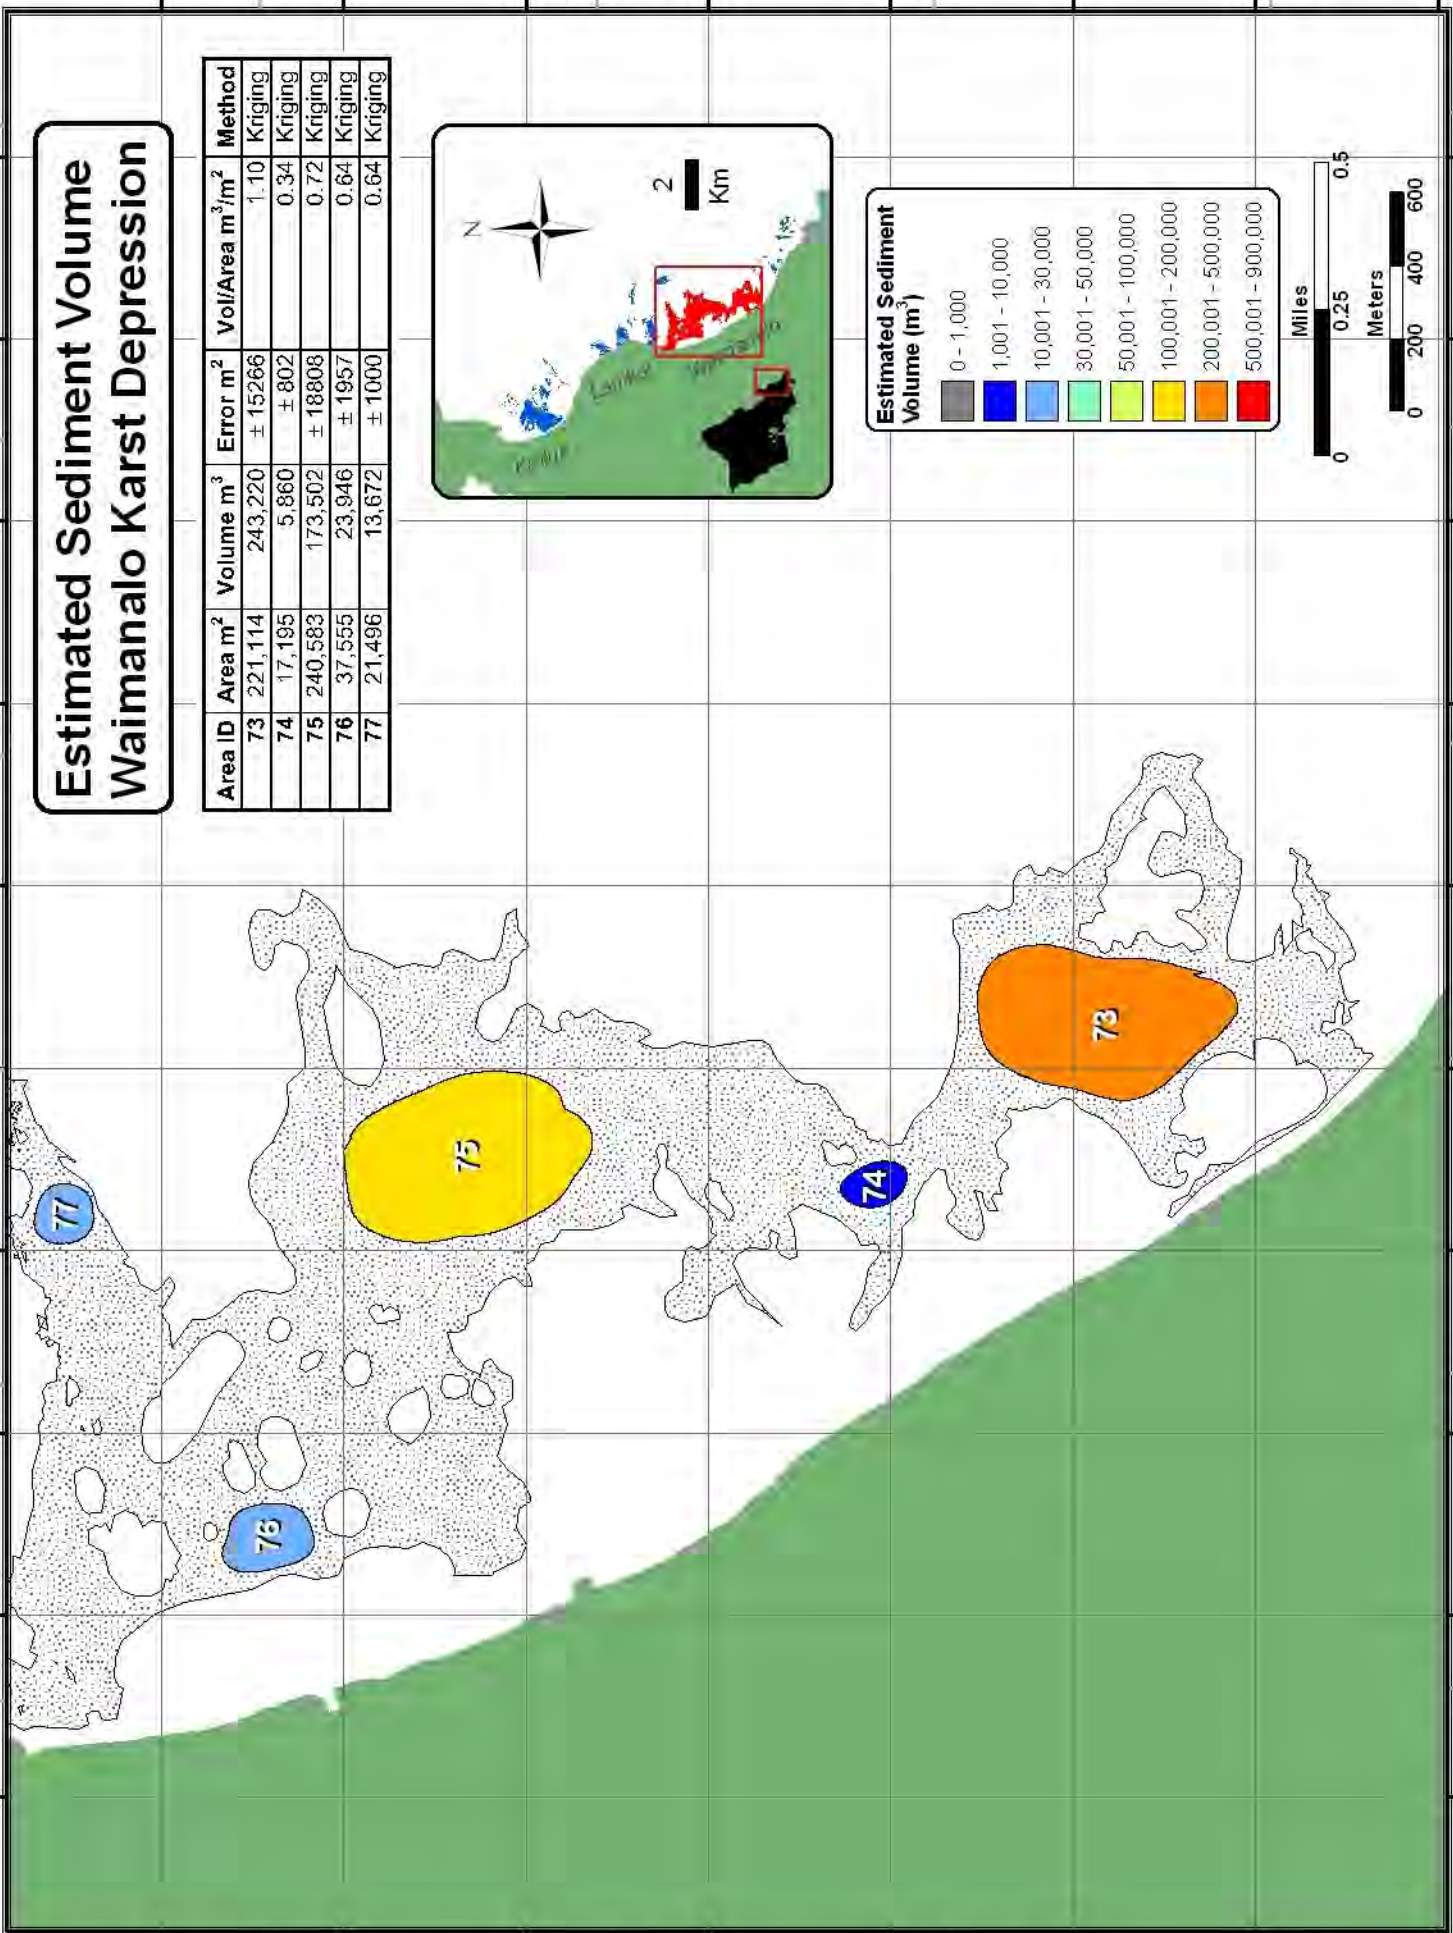 Estimated Sediment Volume
Waimanalo Karst Depression
Area ID Area m² Volume m³ Error m² Vol/Area m³/m² Method
73 221,114 243,220 ± 15266 1.10 Kriging
74 17,195 5,860 ± 802 0.34 Kriging
75 240,583 173,502 ± 18808 0.72 Kriging
76 37,555 23,946 ± 1957 0.64 Kriging
77 21,496 13,672 ± 1000 0.64 Kriging
N
2
Km
Kailua
Lanikai
Waimanalo
Estimated Sediment
Volume (m³)
0 - 1,000
1,001 - 10,000
10,001 - 30,000
30,001 - 50,000
50,001 - 100,000
100,001 - 200,000
200,001 - 500,000
500,001 - 900,000
Miles
0 0.25 0.5
Meters
0 200 400 600
77
76
75
74
73